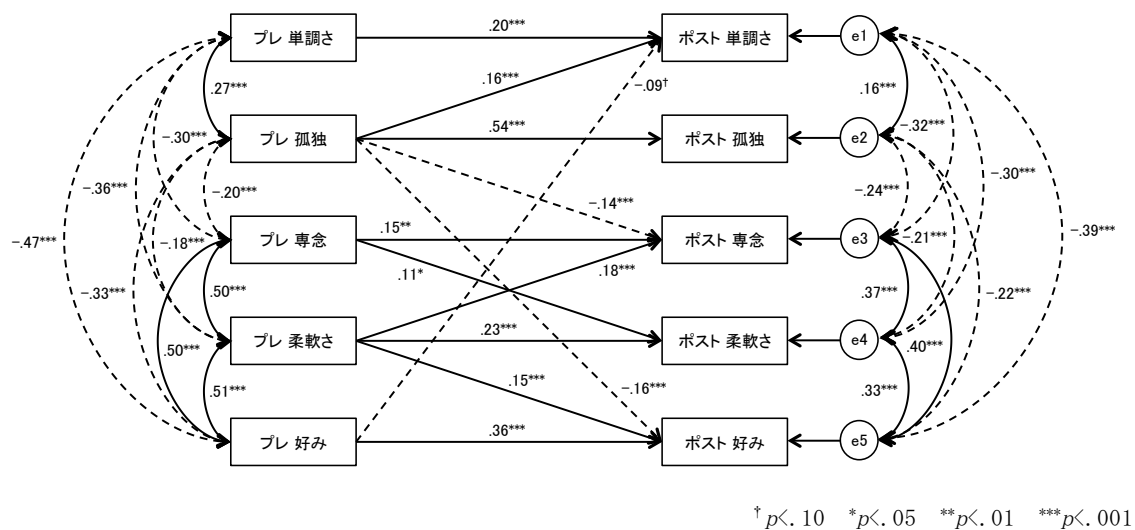 プレ 単調さ .20*** ポスト 単調さ e1
.27*** .16*** -.09† .16***
-.30*** プレ 孤独 .54*** ポスト 孤独 e2 -.32***
-.36*** -.20*** -.24*** -.30***
-.14***
-.47*** -.18*** プレ 専念 .15** ポスト 専念 e3 -.21*** -.39***
.11* .18***
-.33*** .50*** .37*** -.22***
.50*** プレ 柔軟さ .23*** ポスト 柔軟さ e4 .40***
.51*** .15*** -.16*** .33***
プレ 好み .36*** ポスト 好み e5
† p<.10 *p<.05 **p<.01 ***p<.001